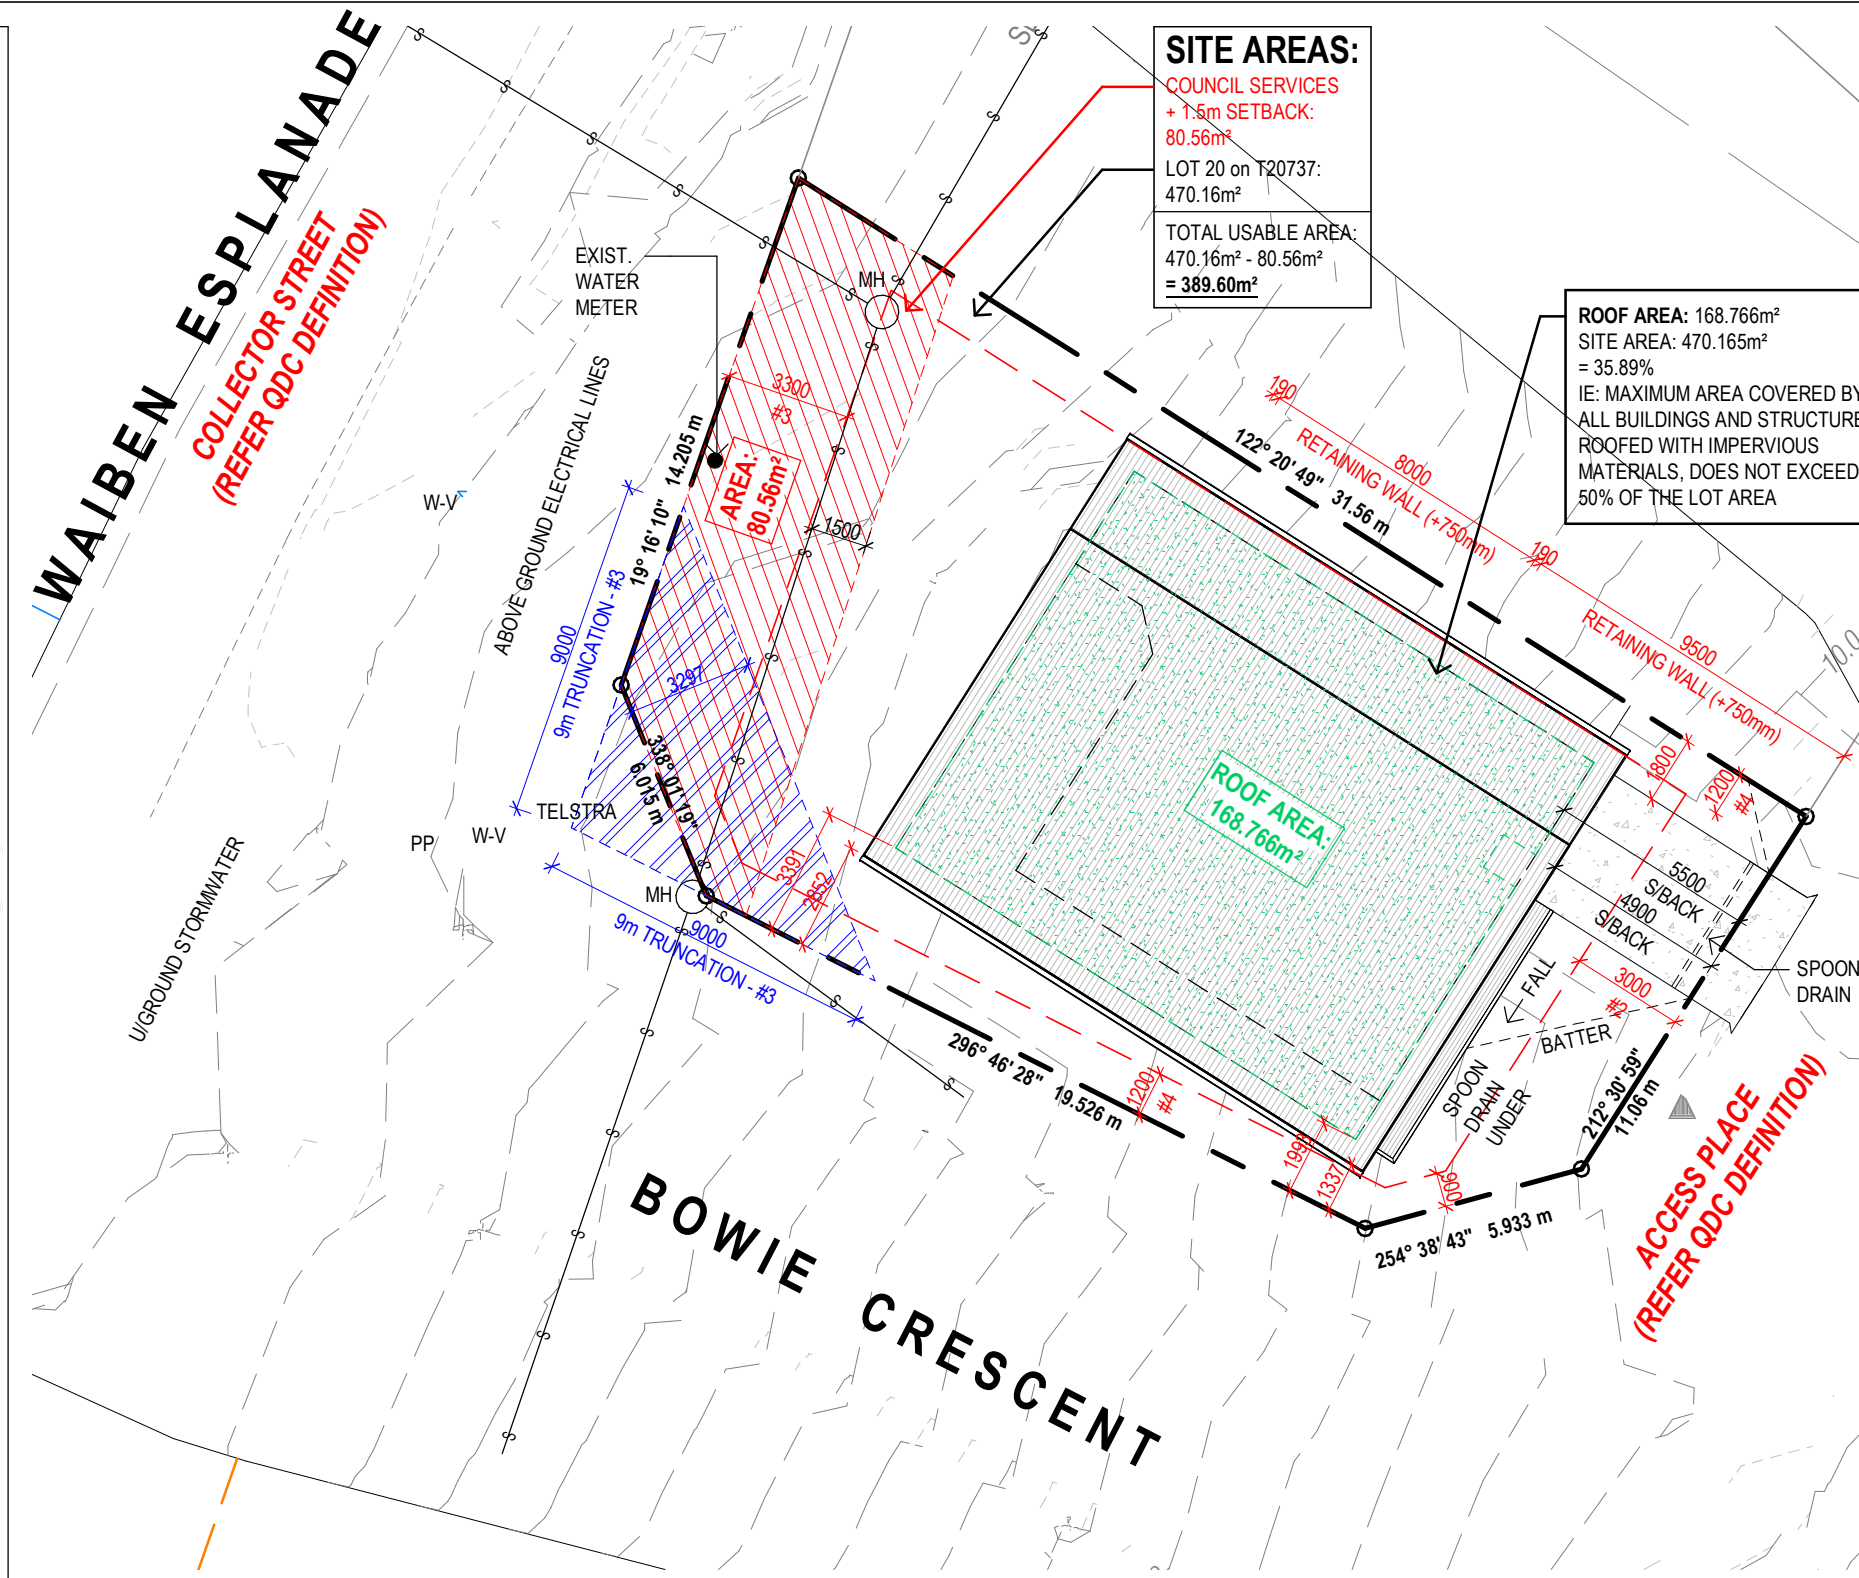 WAIBEN ESPLANADE
COLLECTOR STREET
(REFER QDC DEFINITION)
SITE AREAS:
COUNCIL SERVICES
+ 1.5m SETBACK:
80.56m²
LOT 20 on T20737:
470.16m²
TOTAL USABLE AREA:
470.16m² - 80.56m²
= 389.60m²
ROOF AREA: 168.766m²
SITE AREA: 470.165m²
= 35.89%
IE: MAXIMUM AREA COVERED BY
ALL BUILDINGS AND STRUCTURE
ROOFED WITH IMPERVIOUS
MATERIALS, DOES NOT EXCEED
50% OF THE LOT AREA
EXIST.
WATER
METER
MH
ABOVE GROUND ELECTRICAL LINES
W-V
3300
#3
14.205 m
19° 16' 10"
AREA:
80.56m²
1500
9000
9m TRUNCATION - #3
3297
338° 01' 19"
6.015 m
TELSTRA
PP
W-V
U/GROUND STORMWATER
MH
9000
9m TRUNCATION - #3
3391
2852
190
8000
RETAINING WALL (+750mm)
122° 20' 49" 31.56 m
190
9500
RETAINING WALL (+750mm)
10.0
1800
1200
#4
ROOF AREA:
168.766m²
5500
S/BACK
4900
S/BACK
SPOON
DRAIN
FALL
3000
#2
BATTER
SPOON
DRAIN
UNDER
212° 30' 59"
11.06 m
296° 46' 28" 19.526 m
1200
#4
1337
900
254° 38' 43" 5.933 m
BOWIE CRESCENT
ACCESS PLACE
(REFER QDC DEFINITION)